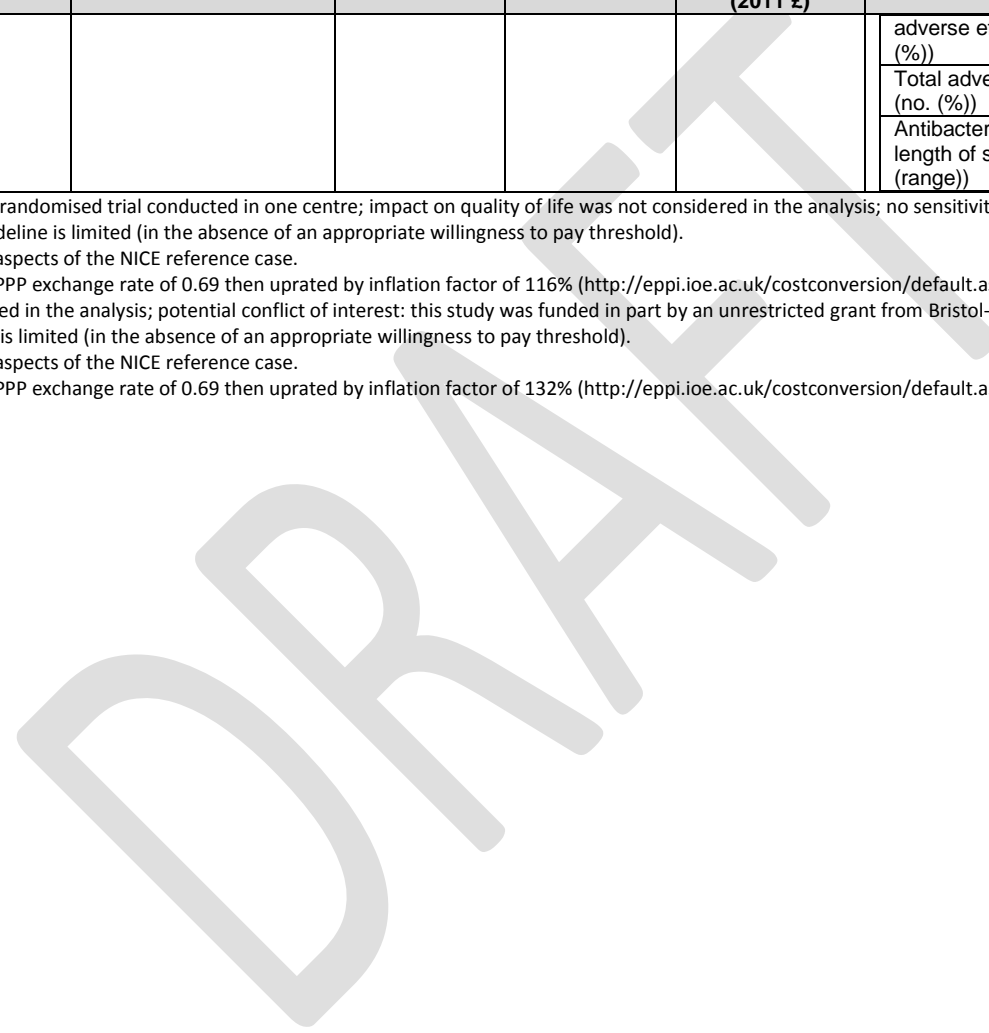 (2011 £)
adverse e
(%))
Total adve
(no. (%))
Antibacter
length of s
(range))
randomised trial conducted in one centre; impact on quality of life was not considered in the analysis; no sensitivit
deline is limited (in the absence of an appropriate willingness to pay threshold).
aspects of the NICE reference case.
PPP exchange rate of 0.69 then uprated by inflation factor of 116% (http://eppi.ioe.ac.uk/costconversion/default.a
ed in the analysis; potential conflict of interest: this study was funded in part by an unrestricted grant from Bristol-
is limited (in the absence of an appropriate willingness to pay threshold).
aspects of the NICE reference case.
PPP exchange rate of 0.69 then uprated by inflation factor of 132% (http://eppi.ioe.ac.uk/costconversion/default.a
DRAFT